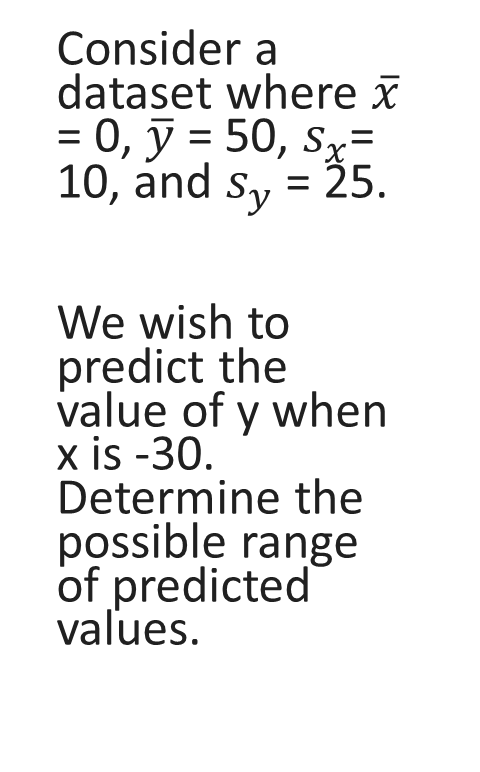 Consider a
dataset where x̄
= 0, ȳ = 50, sₓ=
10, and s_y = 25.
We wish to
predict the
value of y when
x is -30.
Determine the
possible range
of predicted
values.